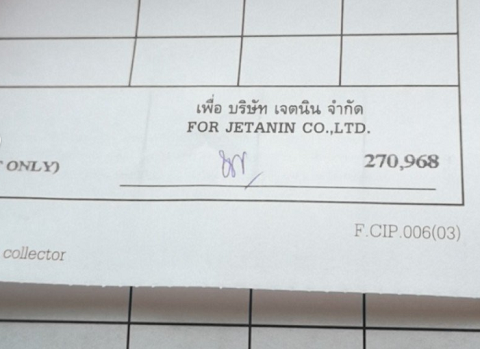 เพื่อ บริษัท เจตนิน จำกัด
FOR JETANIN CO.,LTD.
ONLY) 270,968
F.CIP.006(03)
collector